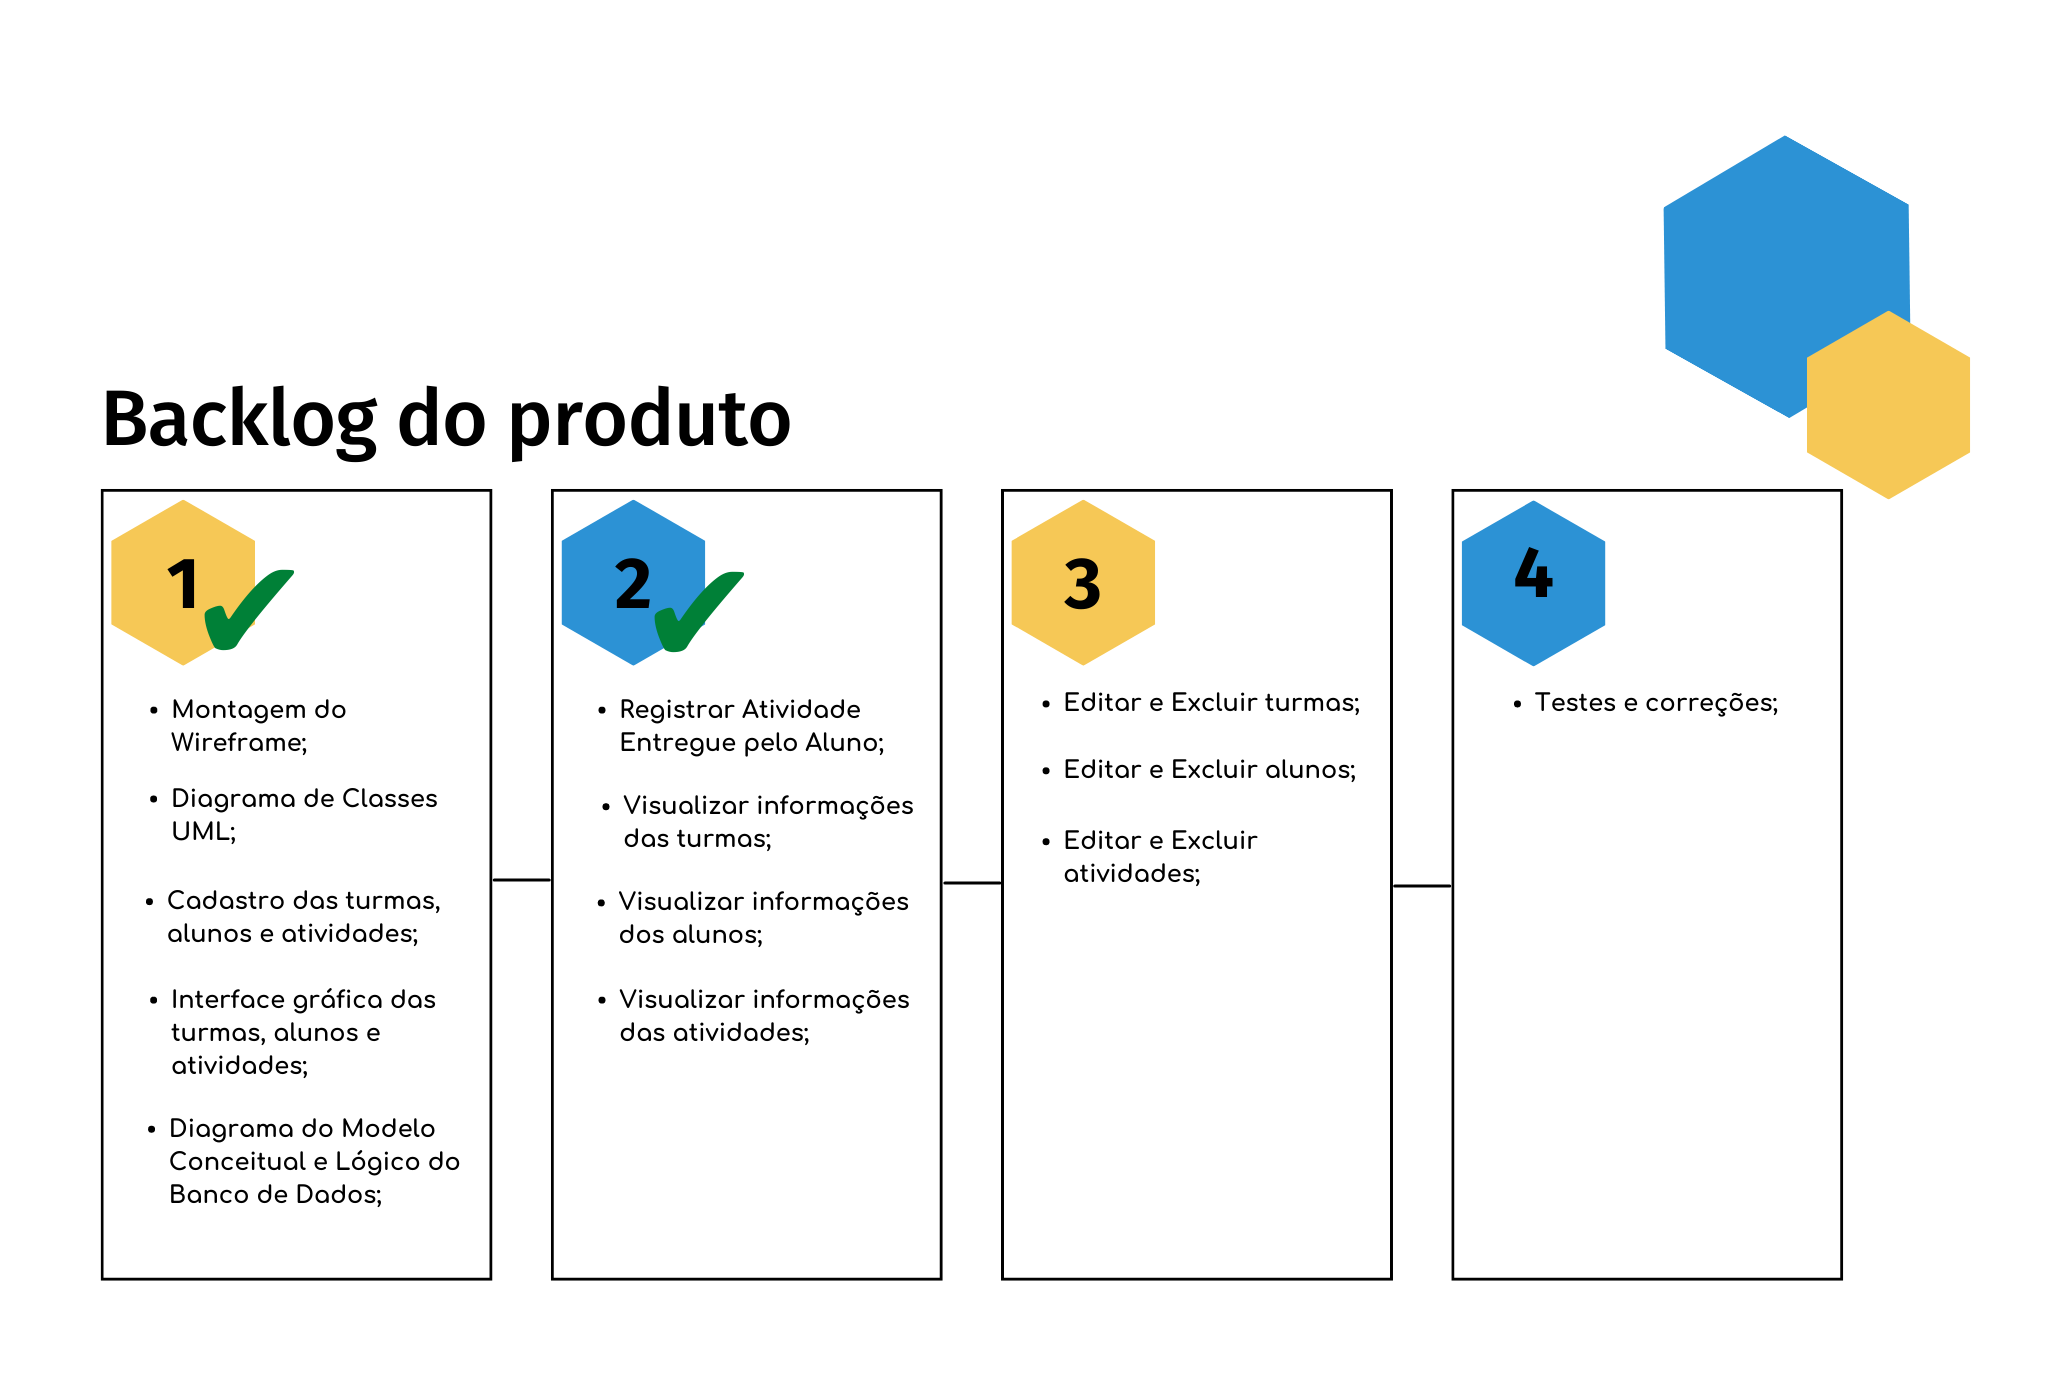 Backlog do produto
1
• Montagem do
Wireframe;
• Diagrama de Classes
UML;
• Cadastro das turmas,
alunos e atividades;
• Interface gráfica das
turmas, alunos e
atividades;
• Diagrama do Modelo
Conceitual e Lógico do
Banco de Dados;
2
• Registrar Atividade
Entregue pelo Aluno;
• Visualizar informações
das turmas;
• Visualizar informações
dos alunos;
• Visualizar informações
das atividades;
3
• Editar e Excluir turmas;
• Editar e Excluir alunos;
• Editar e Excluir
atividades;
4
• Testes e correções;